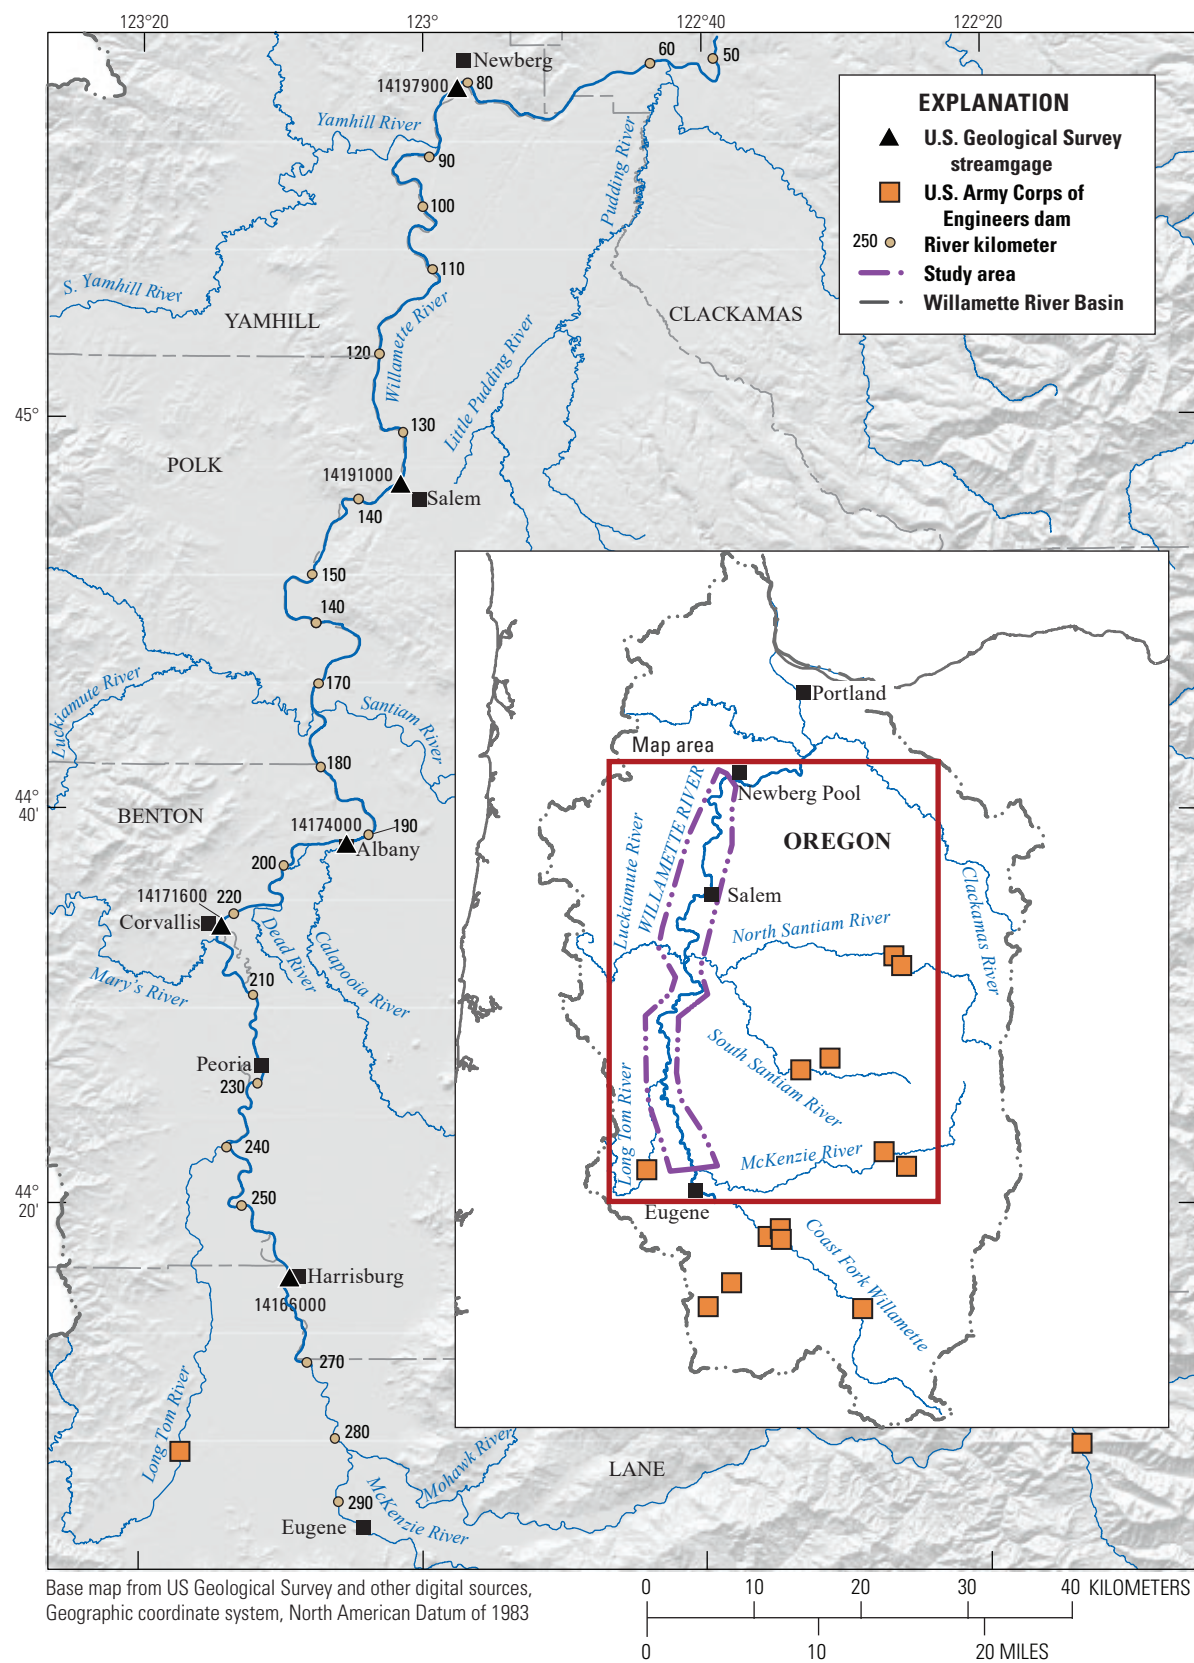 123°20
123°
122°40
122°20
Newberg
60
50
14197900
80
EXPLANATION
U.S. Geological Survey
streamgage
U.S. Army Corps of
Engineers dam
250
River kilometer
Study area
Willamette River Basin
Yamhill River
90
Pudding River
100
110
S. Yamhill River
YAMHILL
Willamette River
CLACKAMAS
120
Little Pudding River
45°
130
POLK
14191000
Salem
140
150
140
Luckiamute River
170
Santiam River
180
44°
40'
BENTON
14174000
190
Albany
200
14171600
220
Corvallis
Dead River
Calapooia River
Mary's River
210
Peoria
230
240
44°
20'
250
Harrisburg
14166000
270
Long Tom River
280
Mohawk River
LANE
290
McKenzie River
Eugene
Portland
Map area
Newberg Pool
WILLAMETTE RIVER
Luckiamute River
OREGON
Salem
Clackamas River
North Santiam River
South Santiam River
Long Tom River
McKenzie River
Eugene
Coast Fork Willamette
Base map from US Geological Survey and other digital sources,
Geographic coordinate system, North American Datum of 1983
0 10 20 30 40 KILOMETERS
0 10 20 MILES